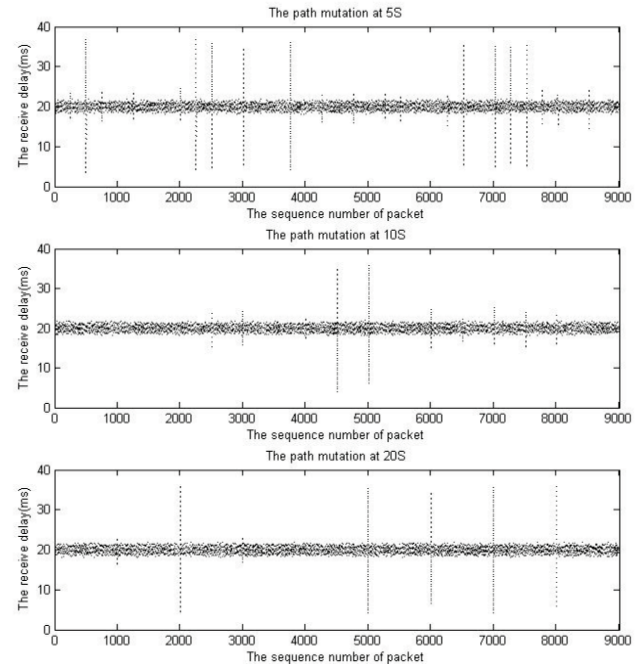 The path mutation at 5S
The receive delay(ms)
40
30
20
10
0
0 1000 2000 3000 4000 5000 6000 7000 8000 9000
The sequence number of packet
The path mutation at 10S
The receive delay(ms)
40
30
20
10
0
0 1000 2000 3000 4000 5000 6000 7000 8000 9000
The sequence number of packet
The path mutation at 20S
The receive delay(ms)
40
30
20
10
0
0 1000 2000 3000 4000 5000 6000 7000 8000 9000
The sequence number of packet